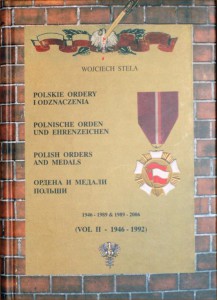 WOJCIECH STELA
POLSKIE ORDERY
I ODZNACZENIA
POLNISCHE ORDEN
UND EHRENZEICHEN
POLISH ORDERS
AND MEDALS
ОРДЕНА И МЕДАЛИ
ПОЛЬШИ
1946 - 1989 & 1989 - 2004
(VOL II - 1946-1992)